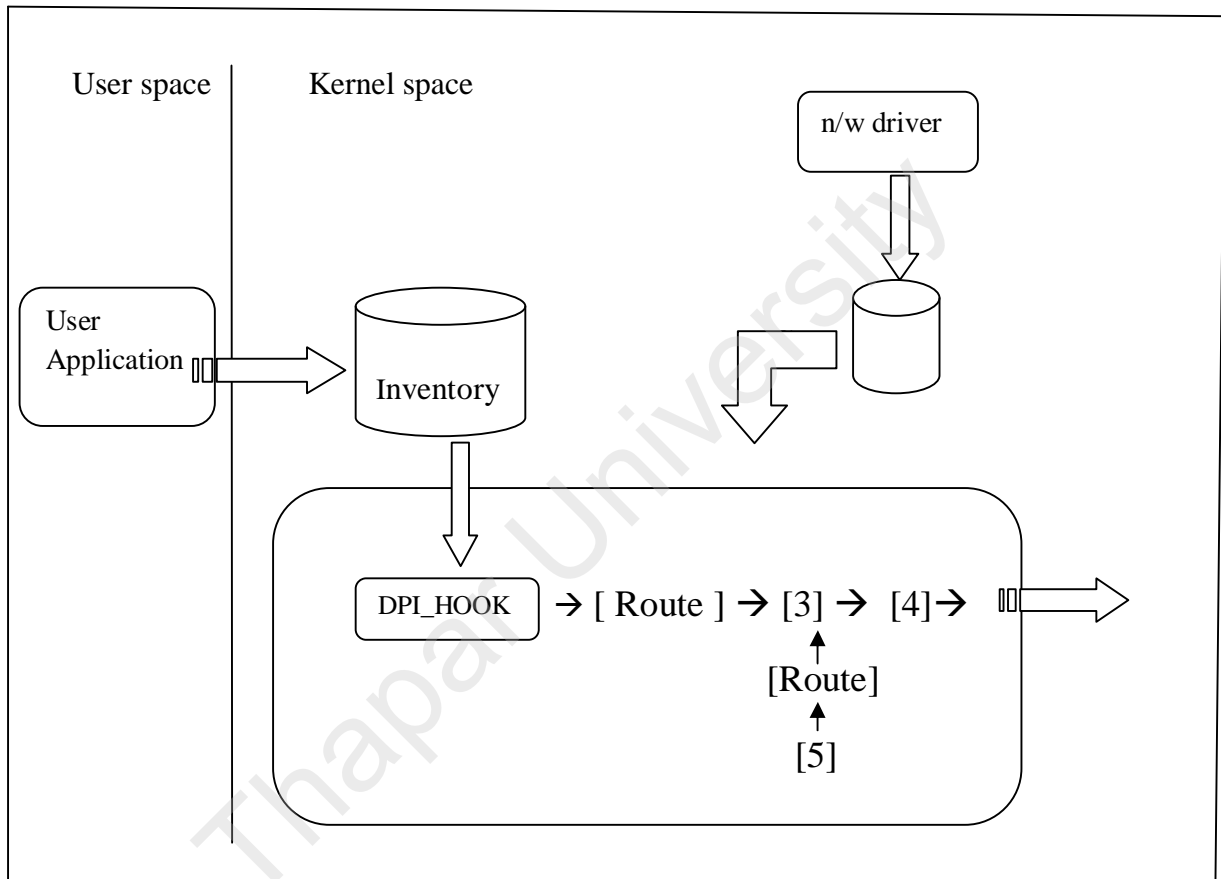 User space
Kernel space
n/w driver
User
Application
Inventory
DPI_HOOK
→ [ Route ] → [3] → [4]→
[Route]
[5]
Thapar University